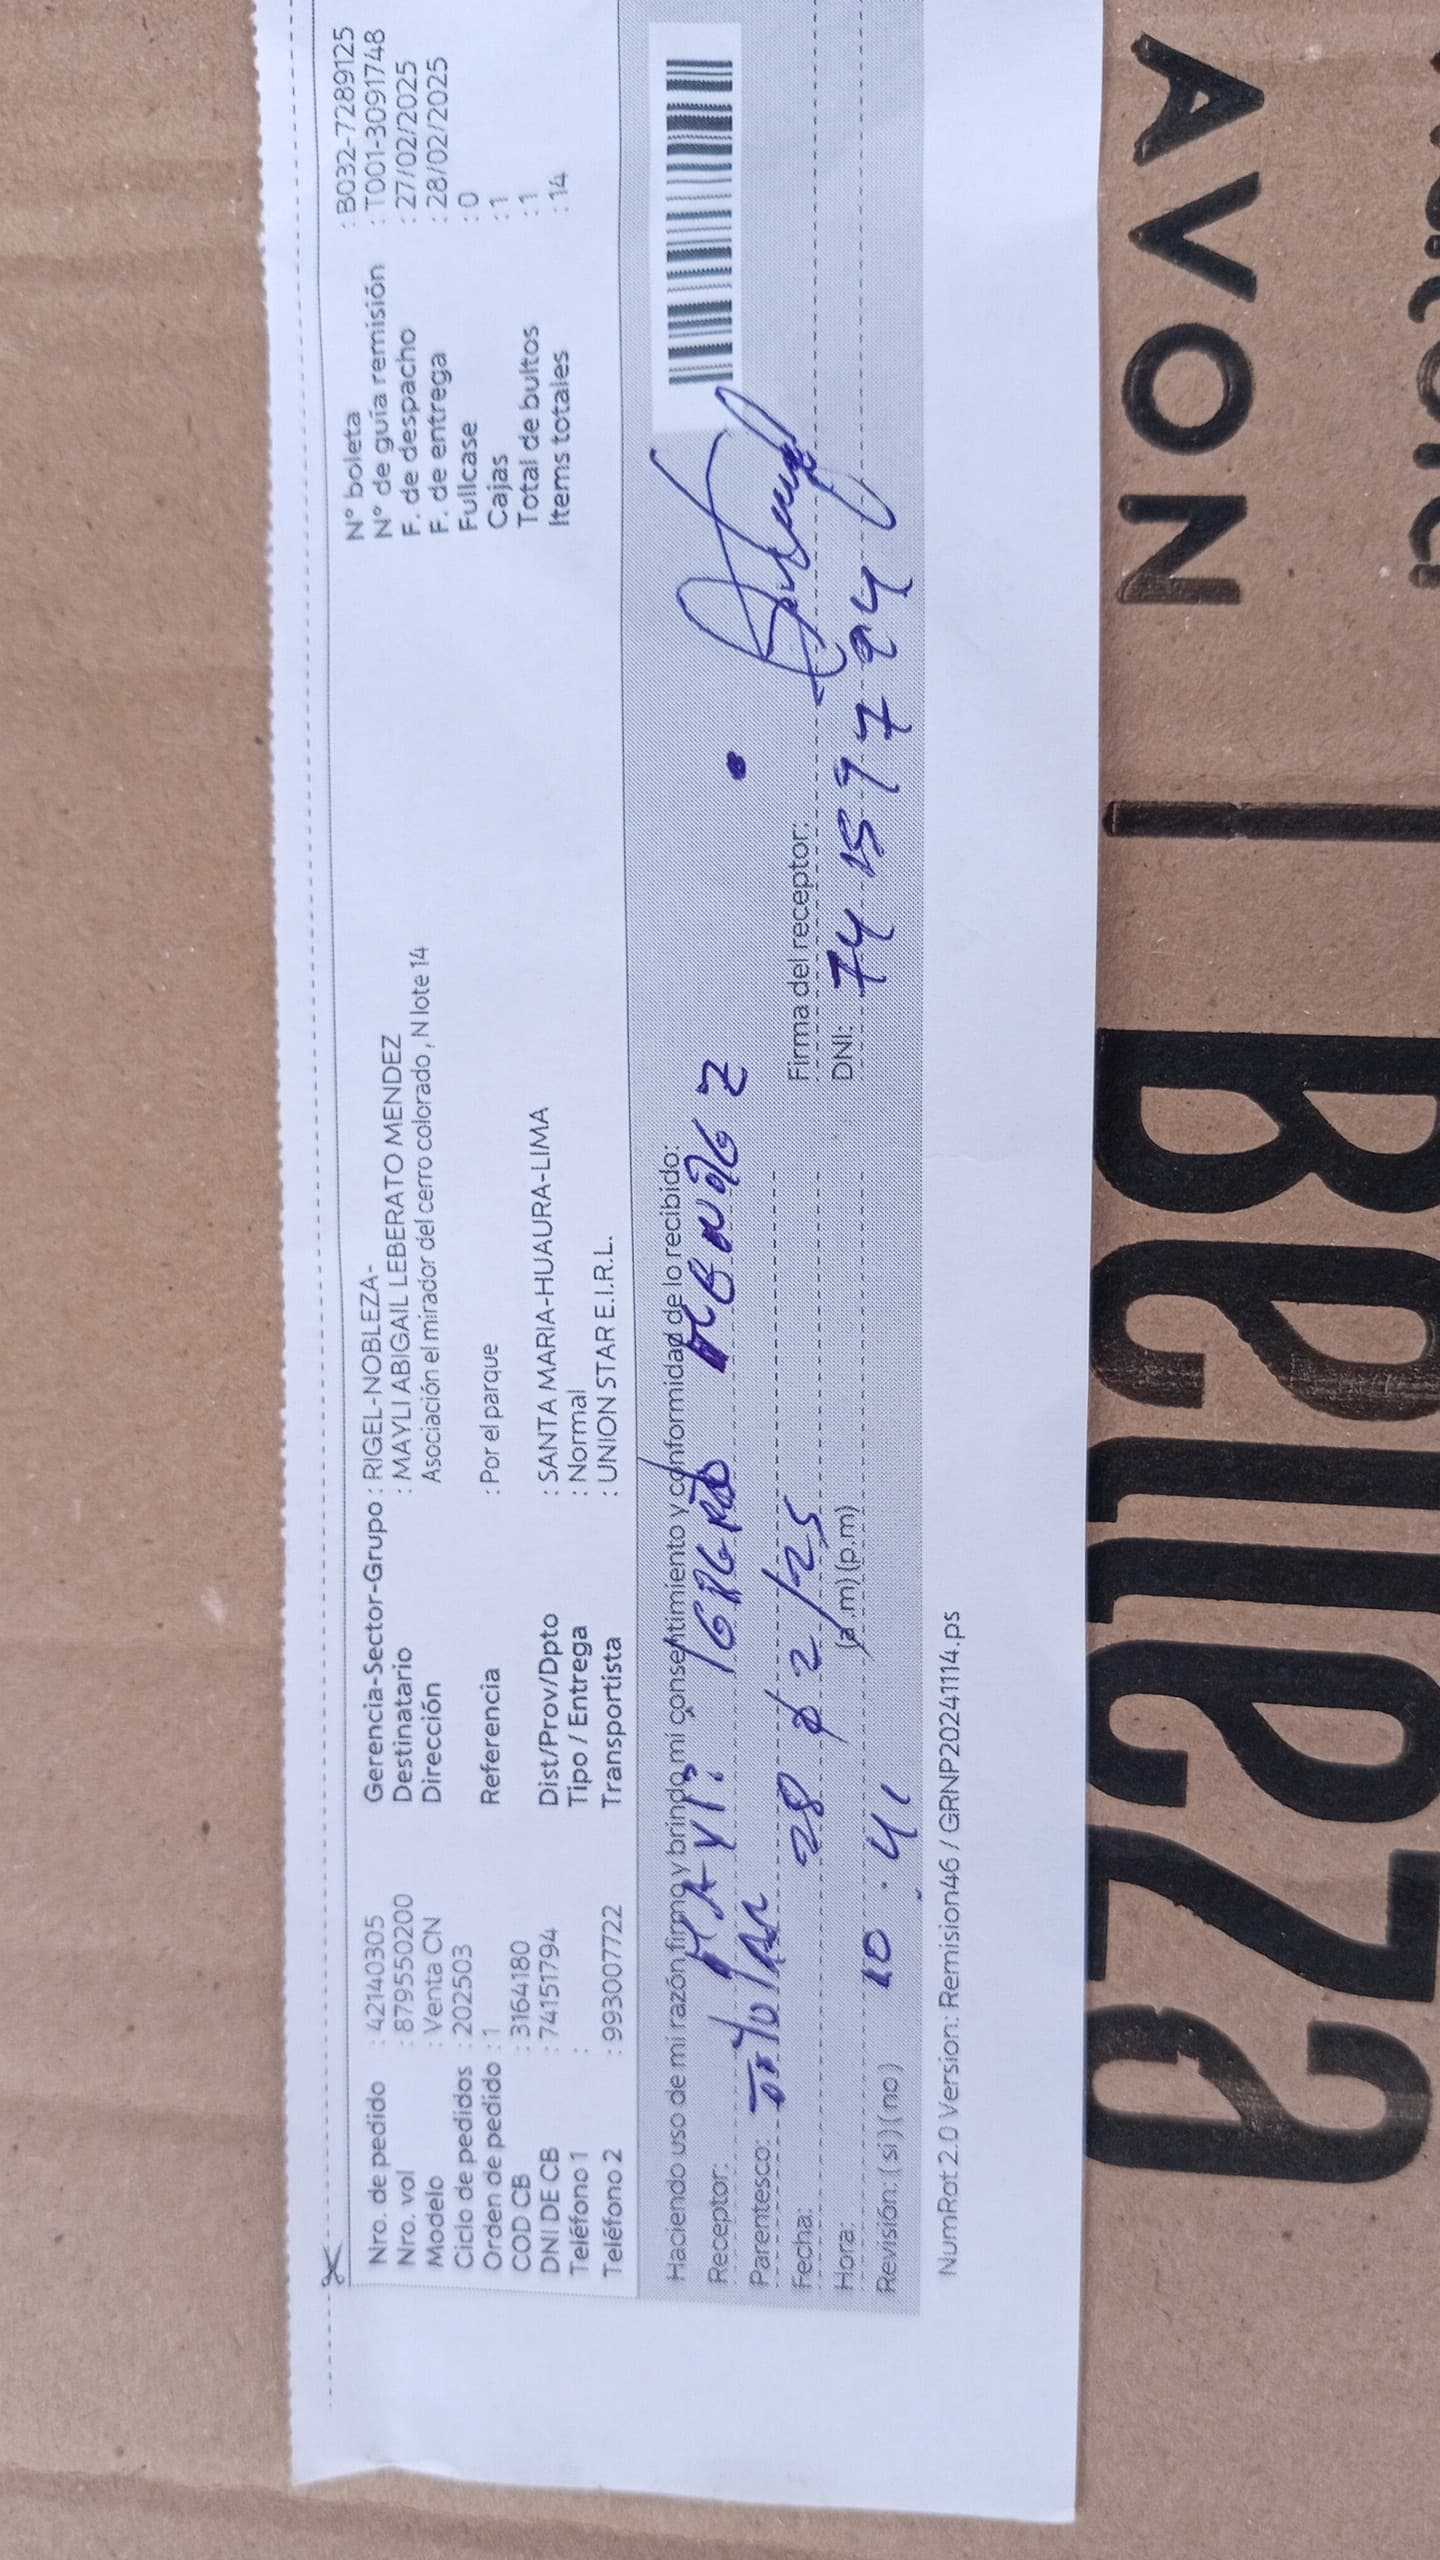 Nro. de pedido : 42140305
Nro. vol : 879550200
Modelo : Venta CN
Ciclo de pedidos : 202503
Orden de pedido : 1
COD CB : 3164180
DNI DE CB : 74151794
Teléfono 1 :
Teléfono 2 : 993007722
Gerencia-Sector-Grupo : RIGEL-NOBLEZA-
Destinatario : MAYLI ABIGAIL LEBERATO MENDEZ
Dirección Asociación el mirador del cerro colorado , N lote 14
Referencia : Por el parque
Dist/Prov/Dpto : SANTA MARIA-HUAURA-LIMA
Tipo / Entrega : Normal
Transportista : UNION STAR E.I.R.L.
N° boleta : B032-7289125
N° de guía remisión : T001-3091748
F. de despacho : 27/02/2025
F. de entrega : 28/02/2025
Fullcase : 0
Cajas : 1
Total de bultos : 1
Items totales : 14
Haciendo uso de mi razón firmo y brindo mi consentimiento y conformidad de lo recibido:
Receptor:
Parentesco: Titular
Fecha: 28 / 2 / 25
Hora: 10 : 41 (a.m) (p.m)
Revisión: ( si ) ( no )
Firma del receptor:
DNI:
NumRot 2.0 Version: Remision46 / GRNP20241114.ps
Belleza | AVON